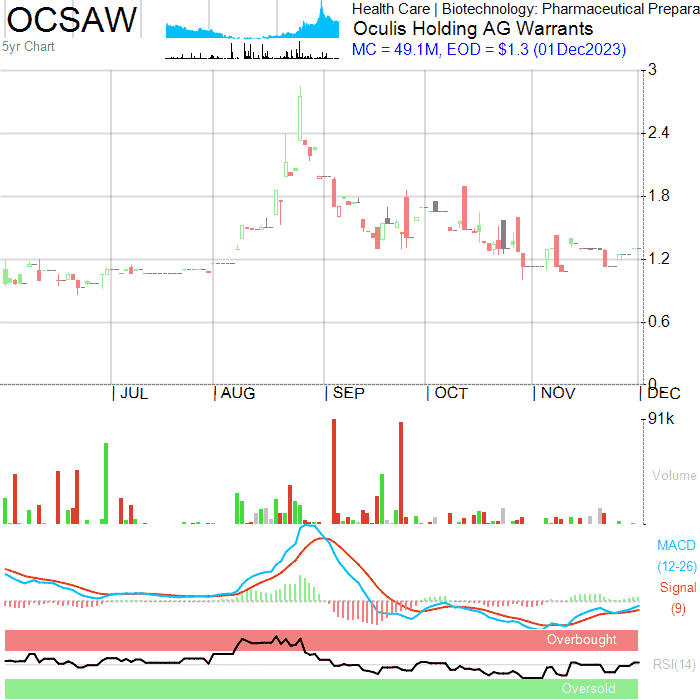 OCSAW
5yr Chart
Health Care | Biotechnology: Pharmaceutical Prepara
Oculis Holding AG Warrants
MC = 49.1M, EOD = $1.3 (01Dec2023)
3
2.4
1.8
1.2
0.6
0
| JUL | AUG | SEP | OCT | NOV | DEC
91k
Volume
MACD
(12-26)
Signal
(9)
Overbought
RSI(14)
Oversold